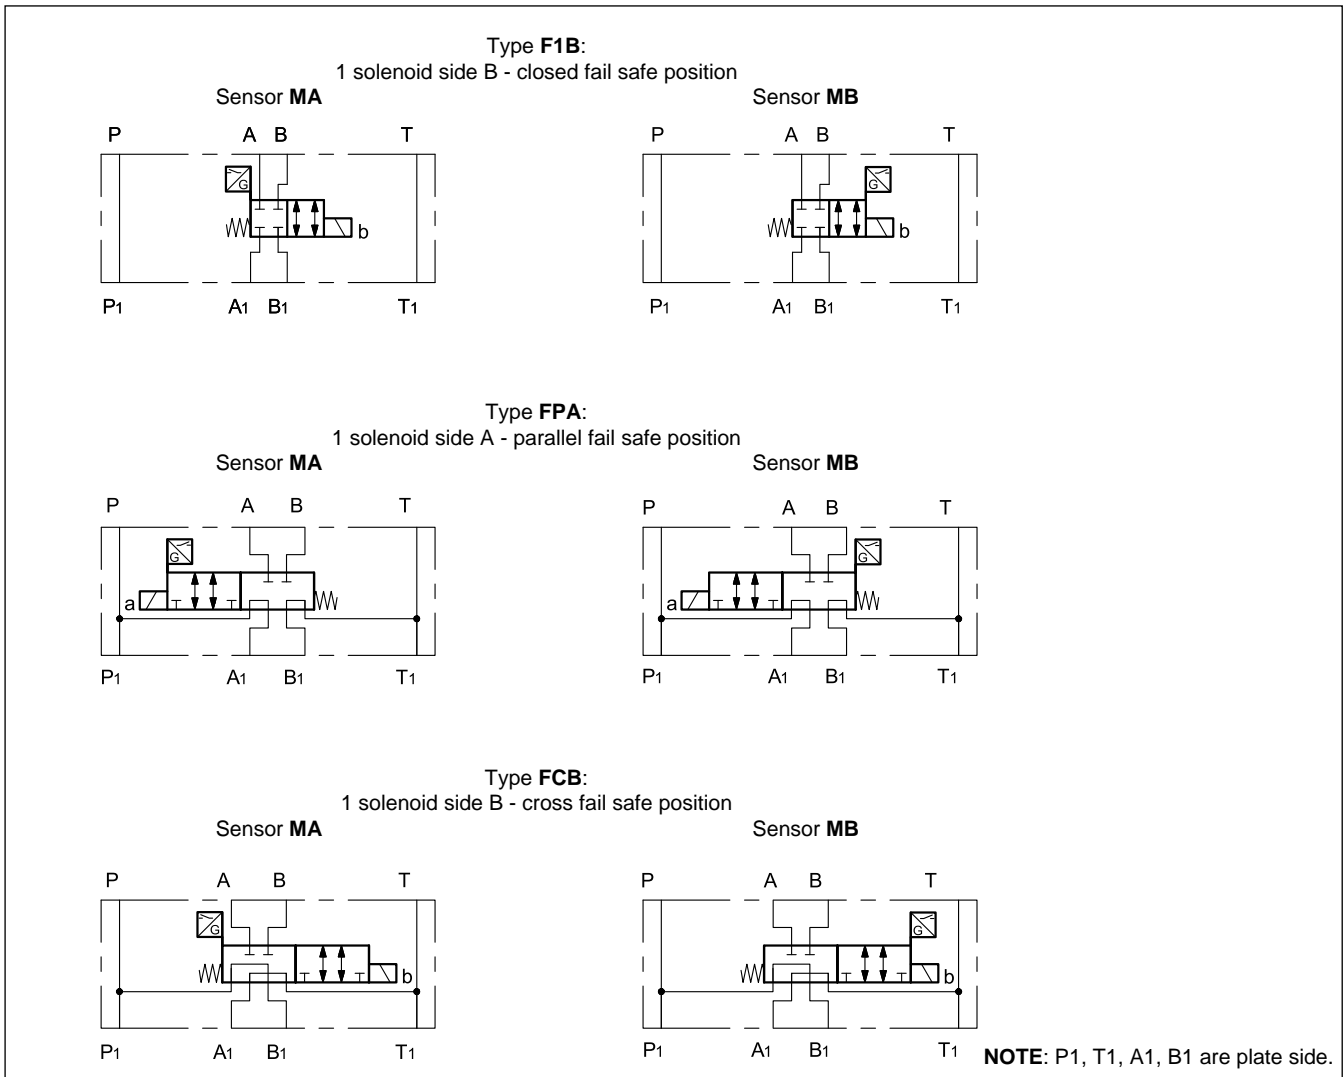 Type F1B:
1 solenoid side B - closed fail safe position
Sensor MA
Sensor MB
P A B T
P A B T
G
G
b
b
P1 A1 B1 T1
P1 A1 B1 T1
Type FPA:
1 solenoid side A - parallel fail safe position
Sensor MA
Sensor MB
P A B T
P A B T
G
G
a
a
P1 A1 B1 T1
P1 A1 B1 T1
Type FCB:
1 solenoid side B - cross fail safe position
Sensor MA
Sensor MB
P A B T
P A B T
G
G
b
b
P1 A1 B1 T1
P1 A1 B1 T1
NOTE: P1, T1, A1, B1 are plate side.